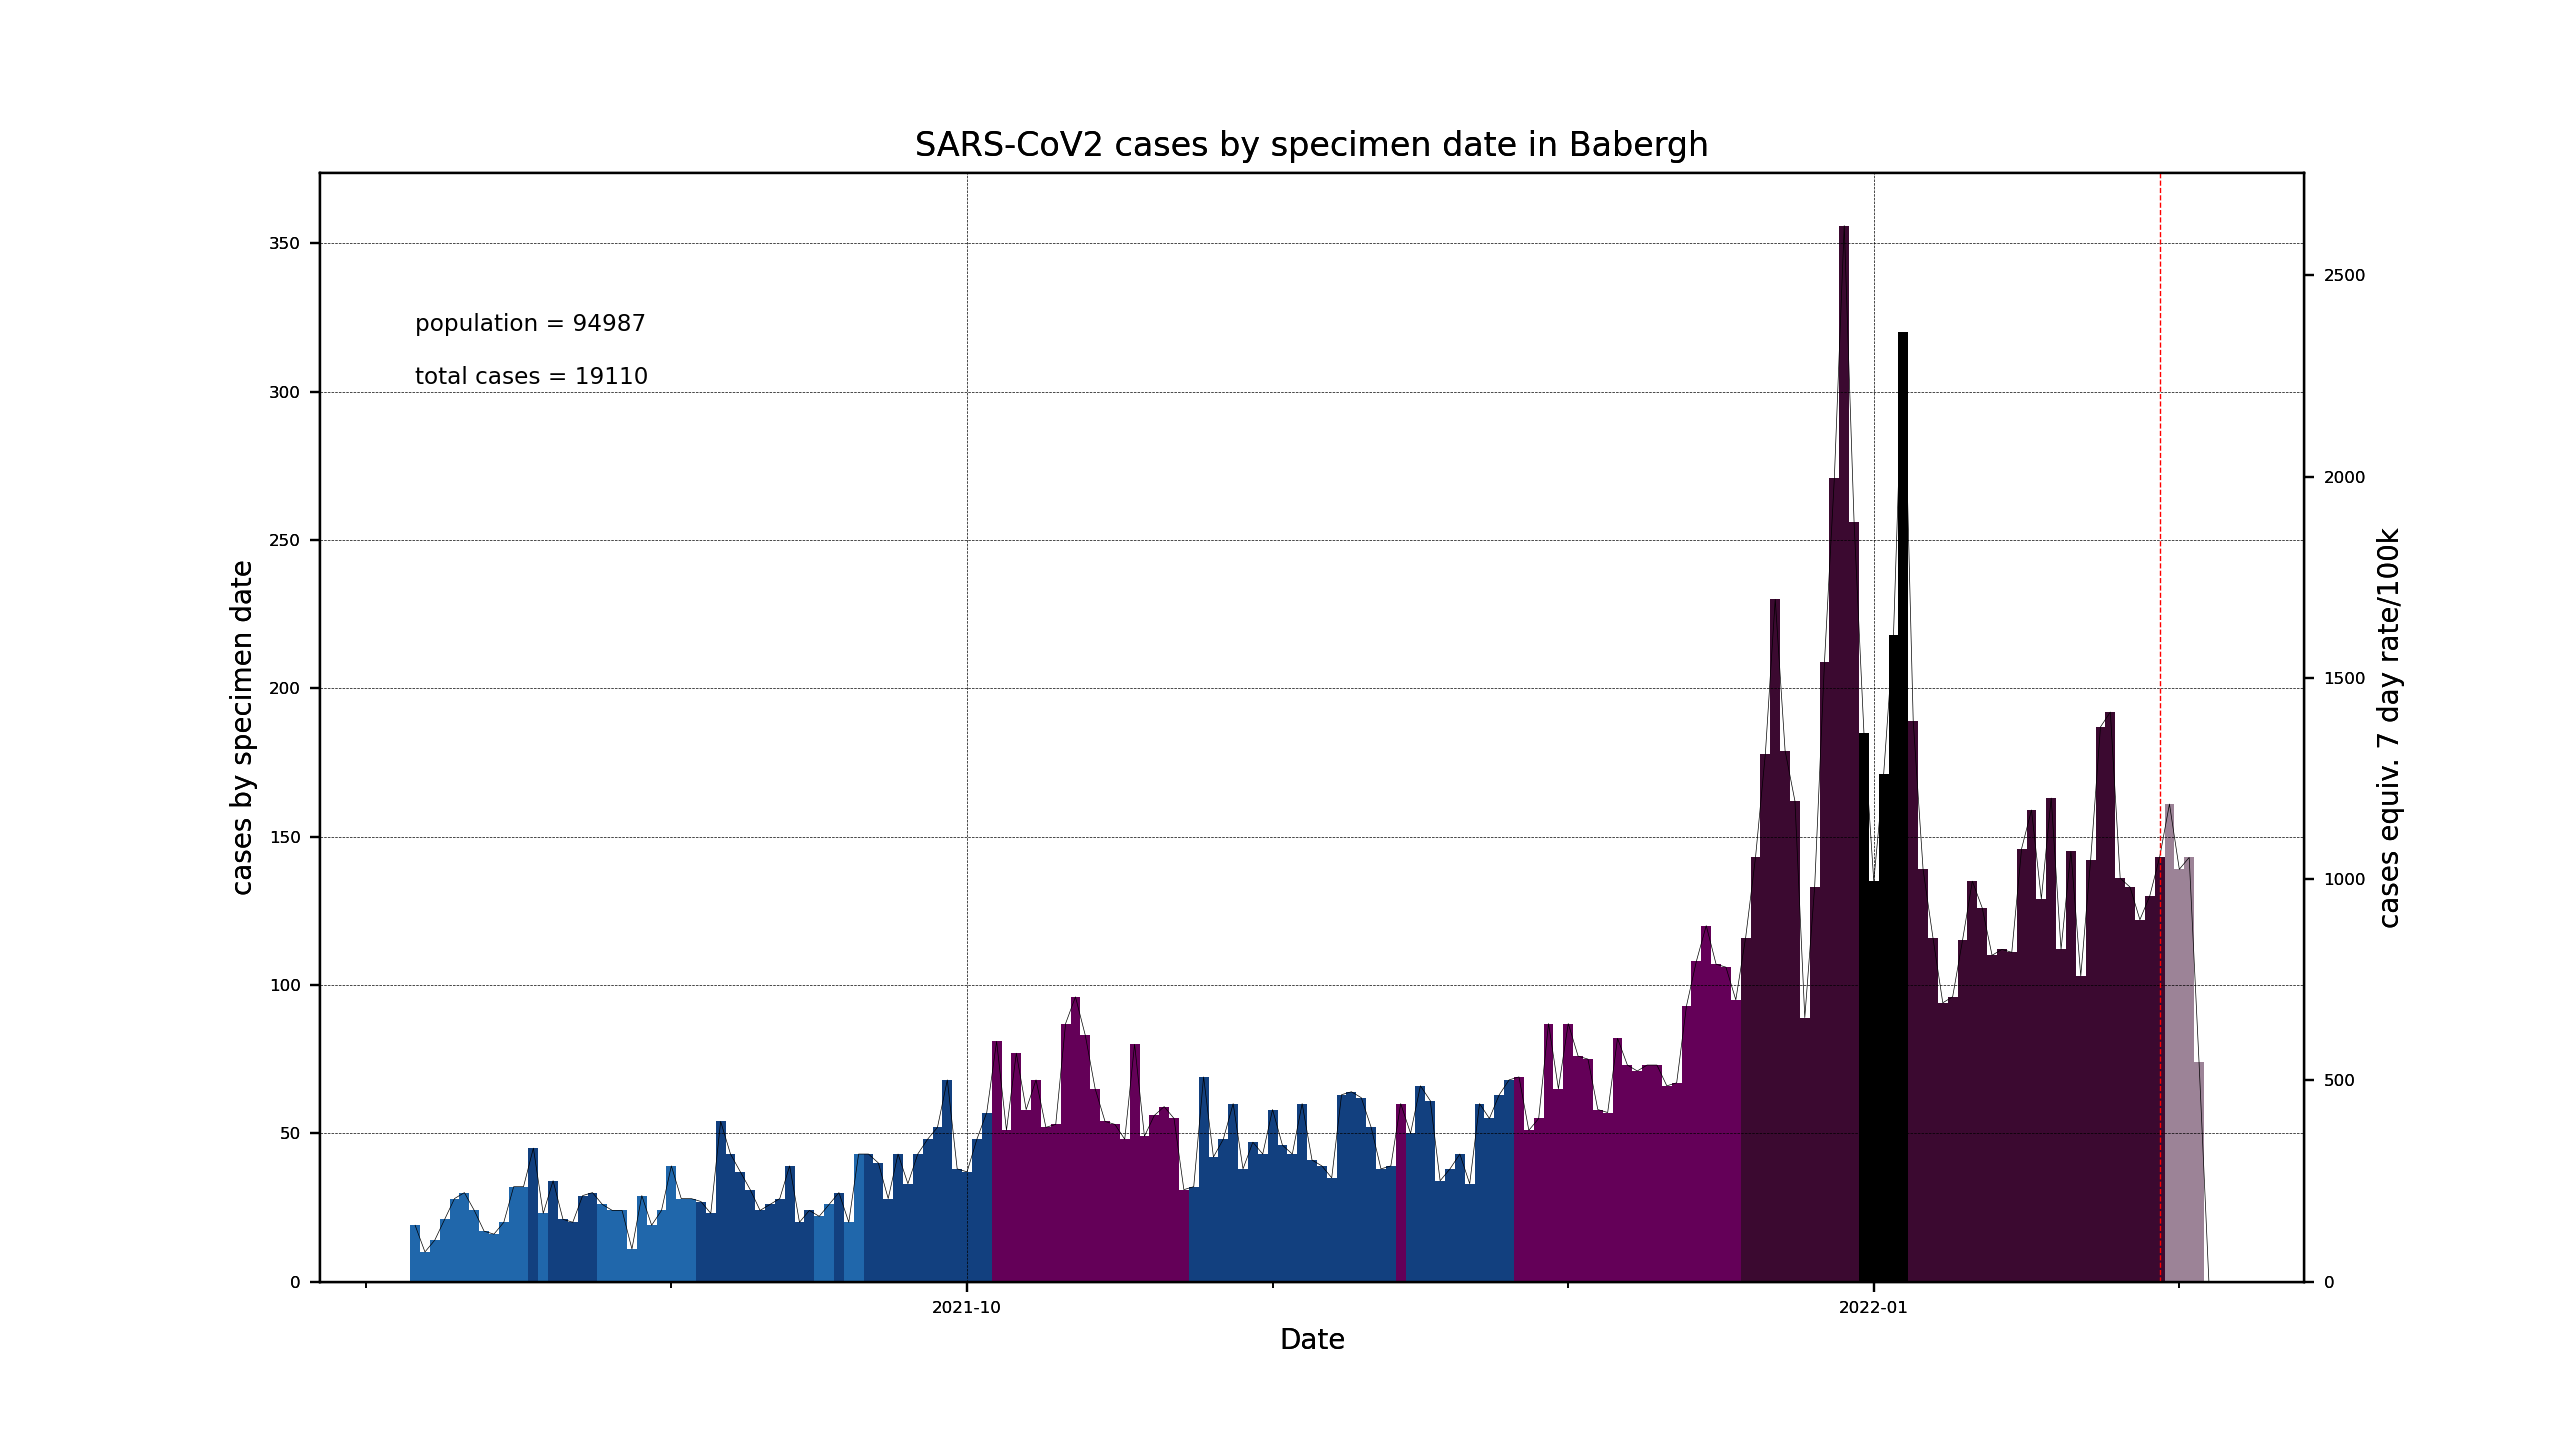 SARS-CoV2 cases by specimen date in Babergh
population = 94987
total cases = 19110
cases by specimen date
350
300
250
200
150
100
50
0
2500
2000
1500
1000
500
0
cases equiv. 7 day rate/100k
2021-10
2022-01
Date